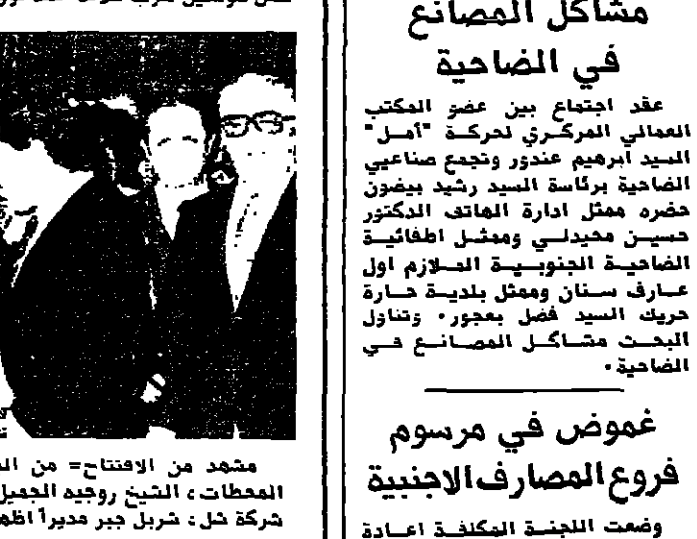 مشاكل المصانع
في الضاحية
عقد اجتماع بين عضو المكتب
العمالي المركزي لحركة "أمل"
السيد ابرهيم عندور وتجمع صناعيي
الضاحية برئاسة السيد رشيد بيضون
حضره ممثل ادارة الهاتف الدكتور
حسين محيدلي وممثل اطفائية
الضاحية الجنوبية الملازم اول
عارف سنان وممثل بلدية حارة
حريك السيد فضل بعجور. وتناول
البحث مشاكل المصانع في
الضاحية.
غموض في مرسوم
فروع المصارف الاجنبية
وضعت اللجنة المكلفة اعادة
مشهد من الافتتاح= من
المحطات، الشيخ روجيه الجميل
شركة شل: شربل جبر مديراً